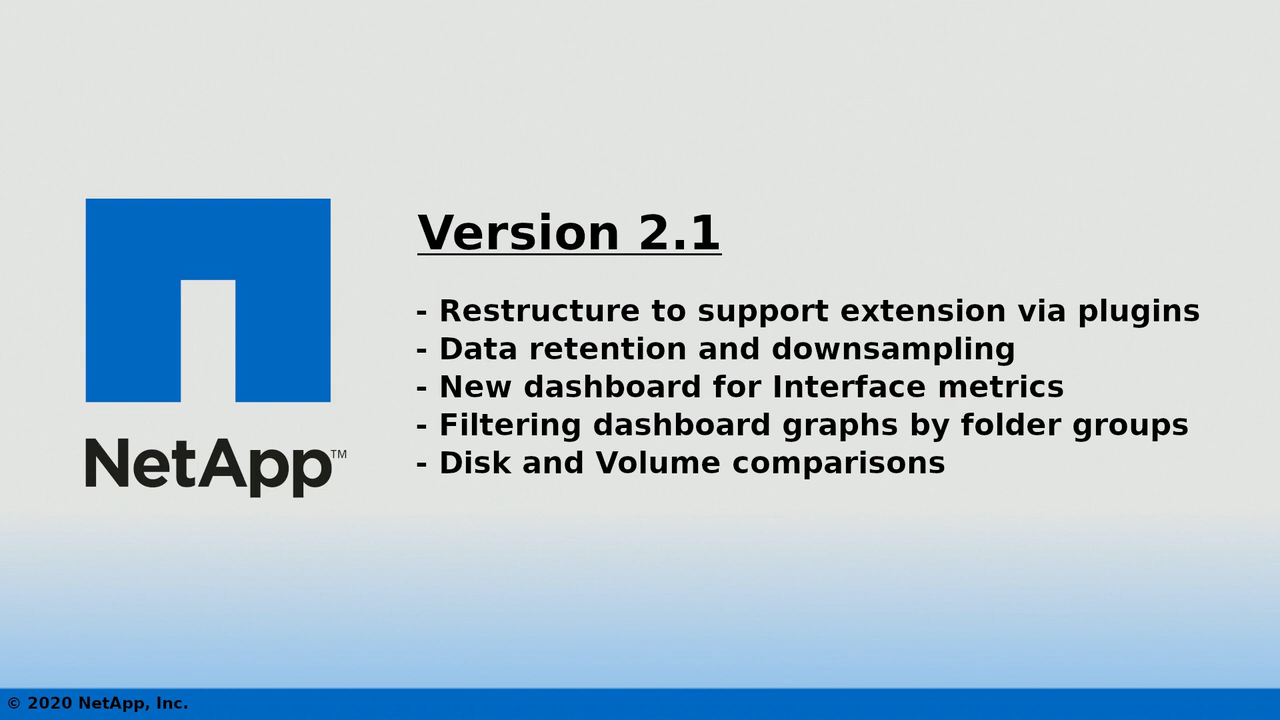 Version 2.1
- Restructure to support extension via plugins
- Data retention and downsampling
- New dashboard for Interface metrics
- Filtering dashboard graphs by folder groups
- Disk and Volume comparisons
NetApp™
© 2020 NetApp, Inc.